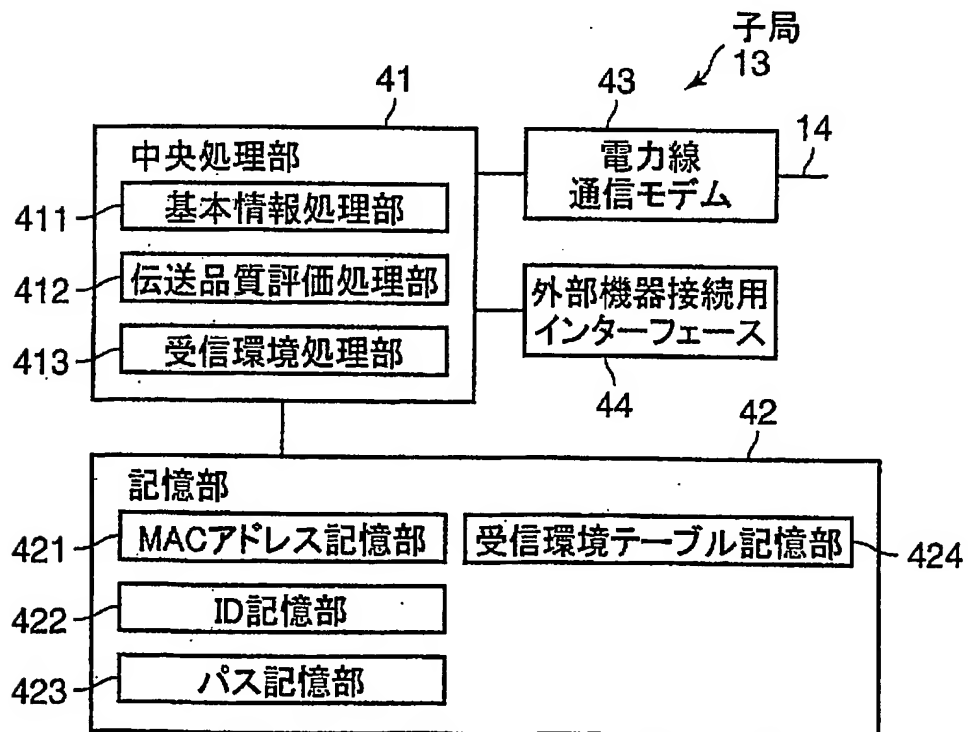 子局
13
41
43
14
中央処理部
電力線
通信モデム
411
基本情報処理部
412
伝送品質評価処理部
外部機器接続用
インターフェース
413
受信環境処理部
44
42
記憶部
421
MACアドレス記憶部
受信環境テーブル記憶部
424
422
ID記憶部
423
パス記憶部